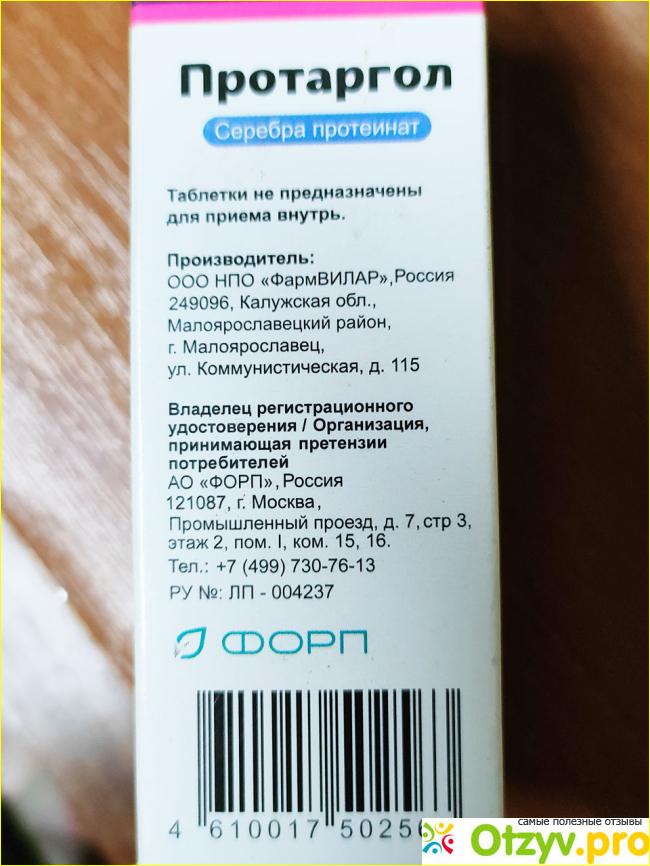 Протаргол
Серебра протеинат
Таблетки не предназначены
для приема внутрь.
Производитель:
ООО НПО «ФармВИЛАР»,Россия
249096, Калужская обл.,
Малоярославецкий район,
г. Малоярославец,
ул. Коммунистическая, д. 115
Владелец регистрационного
удостоверения / Организация,
принимающая претензии
потребителей
АО «ФОРП», Россия
121087, г. Москва,
Промышленный проезд, д. 7, стр 3,
этаж 2, пом. I, ком. 15, 16.
Тел.: +7 (499) 730-76-13
РУ №: ЛП - 004237
ФОРП
4 610017 5025
самые полезные отзывы
Otzyv.pro